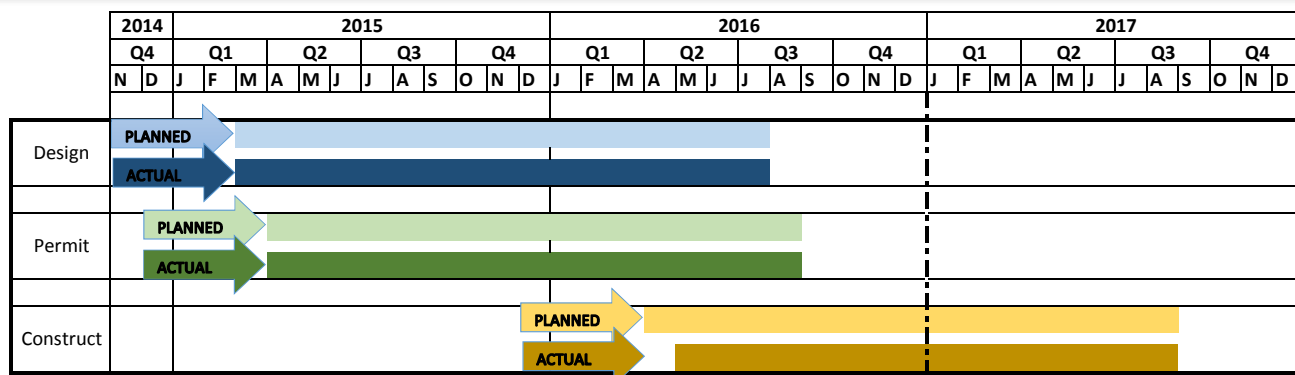 2014 2015 2016 2017
Q4 Q1 Q2 Q3 Q4 Q1 Q2 Q3 Q4 Q1 Q2 Q3 Q4
N D J F M A M J J A S O N D J F M A M J J A S O N D J F M A M J J A S O N D
PLANNED
Design
ACTUAL
PLANNED
Permit
ACTUAL
PLANNED
Construct
ACTUAL